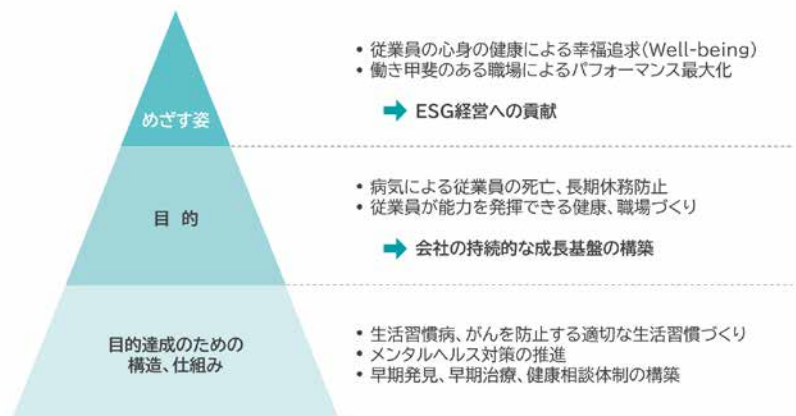 めざす姿
• 従業員の心身の健康による幸福追求(Well-being)
• 働き甲斐のある職場によるパフォーマンス最大化
➡ ESG経営への貢献
目 的
• 病気による従業員の死亡、長期休務防止
• 従業員が能力を発揮できる健康、職場づくり
➡ 会社の持続的な成長基盤の構築
目的達成のための
構造、仕組み
• 生活習慣病、がんを防止する適切な生活習慣づくり
• メンタルヘルス対策の推進
• 早期発見、早期治療、健康相談体制の構築